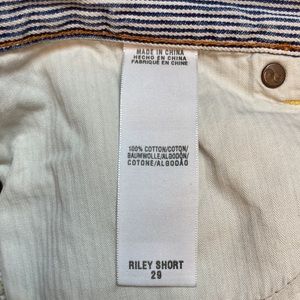 MADE IN CHINA
HECHO EN CHINA
FABRIQUE EN CHINE
100% COTTON/COTON/
BAUMWOLLE/ALGODÓN/
COTONE/ALGODÃO
RILEY SHORT
29